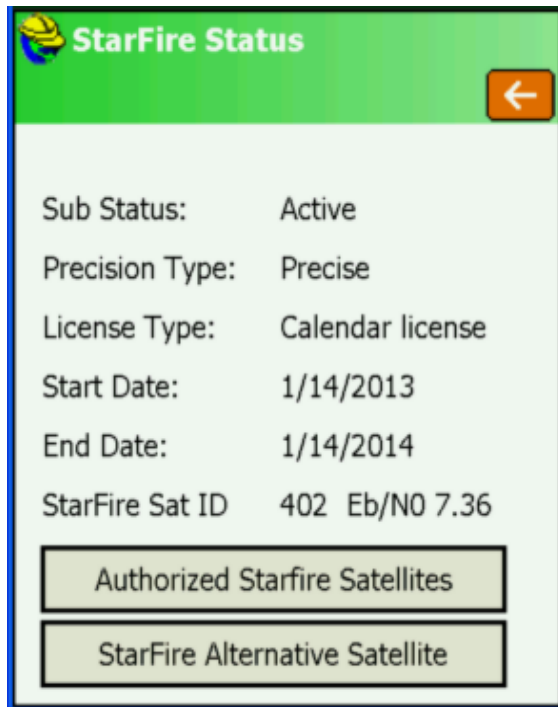 StarFire Status
Sub Status: Active
Precision Type: Precise
License Type: Calendar license
Start Date: 1/14/2013
End Date: 1/14/2014
StarFire Sat ID 402 Eb/N0 7.36
Authorized Starfire Satellites
StarFire Alternative Satellite